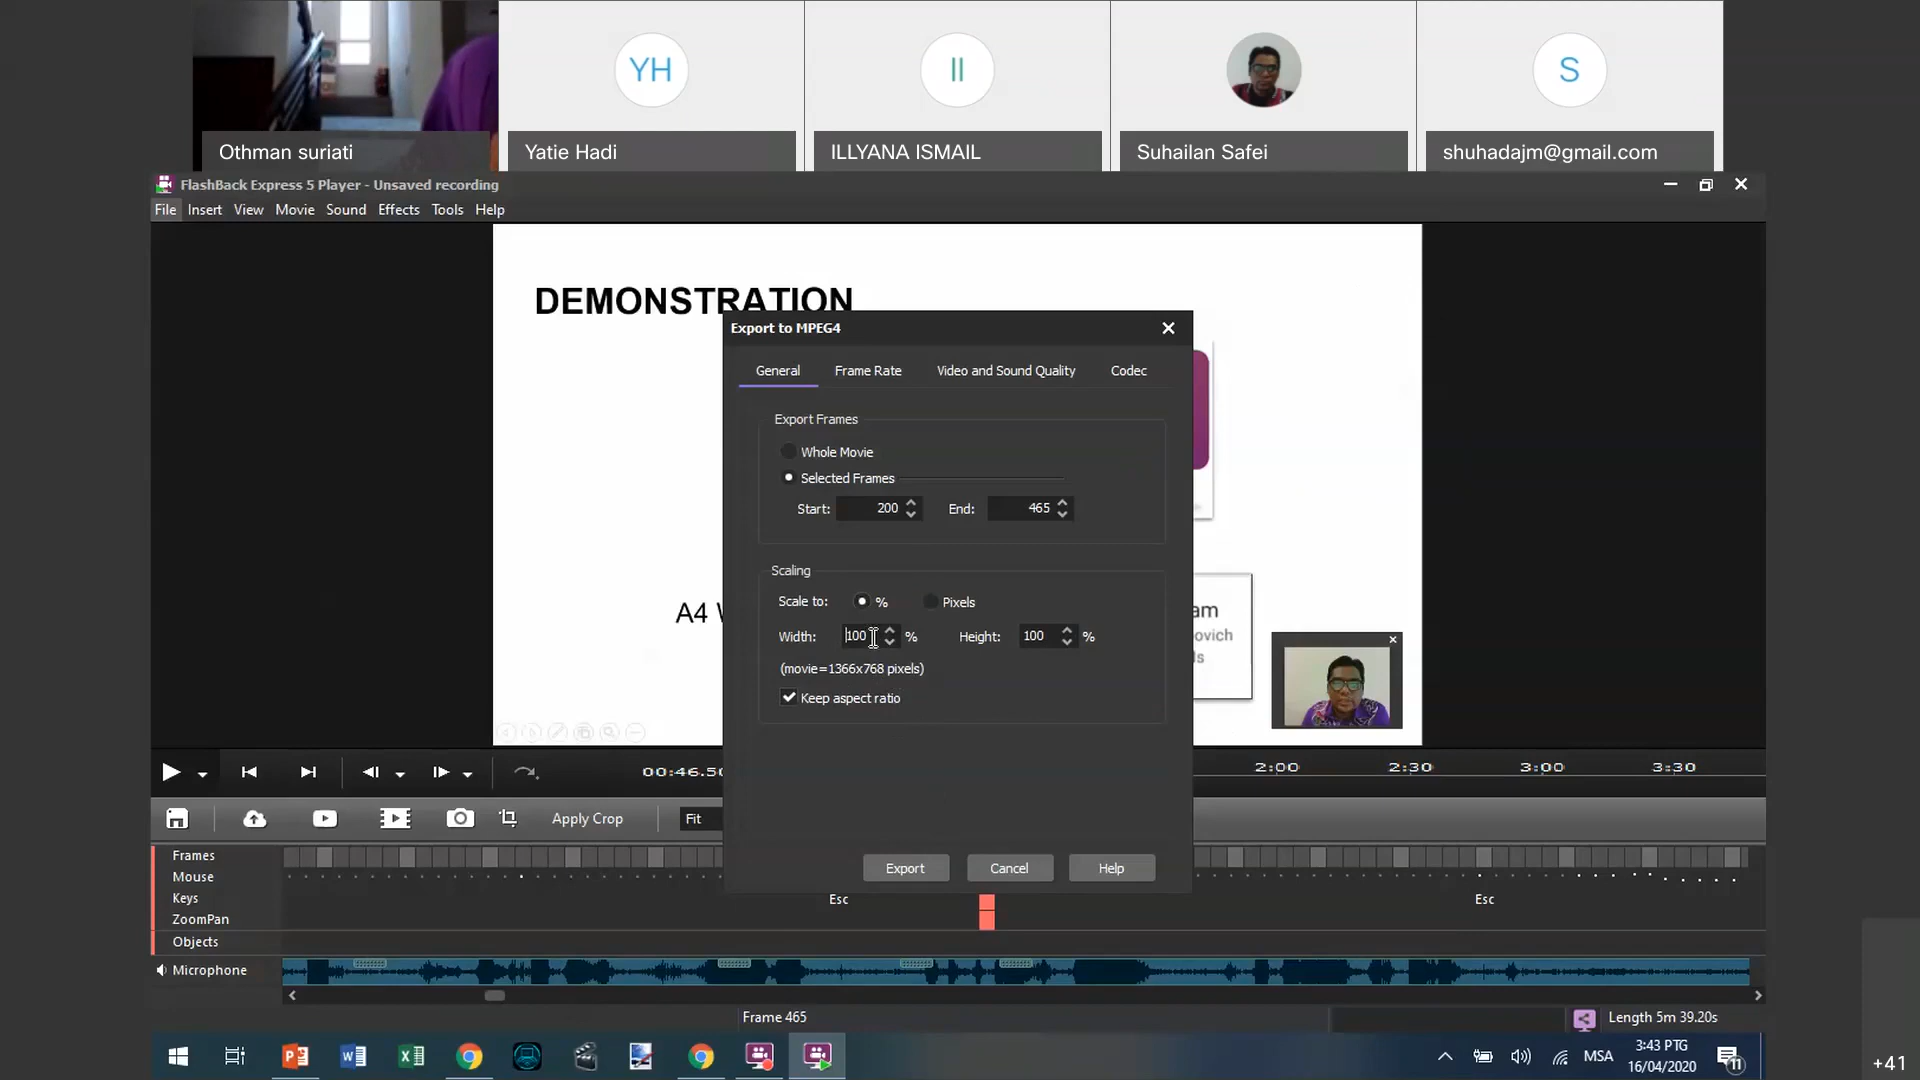 YH
II
S
Othman suriati
Yatie Hadi
ILLYANA ISMAIL
Suhailan Safei
shuhadajm@gmail.com
FlashBack Express 5 Player - Unsaved recording
File Insert View Movie Sound Effects Tools Help
DEMONSTRATION
Export to MPEG4
General Frame Rate Video and Sound Quality Codec
Export Frames
Whole Movie
Selected Frames
Start: 200 End: 465
Scaling
Scale to: % Pixels
Width: 100 % Height: 100 %
(movie=1366x768 pixels)
Keep aspect ratio
Export Cancel Help
A4
am
ovich
ls
00:46.50
2:00 2:30 3:00 3:30
Apply Crop
Fit
Frames
Mouse
Keys
Esc
Esc
ZoomPan
Objects
Microphone
Frame 465
Length 5m 39.20s
MSA
3:43 PTG
16/04/2020
11
+41